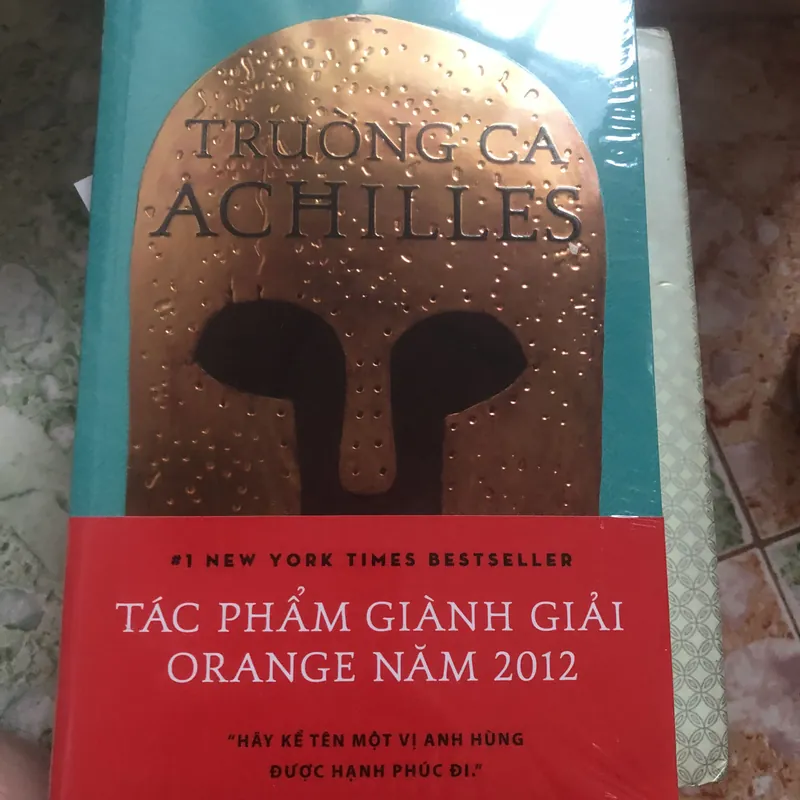 TRƯỜNG CA
ACHILLES
#1 NEW YORK TIMES BESTSELLER
TÁC PHẨM GIÀNH GIẢI
ORANGE NĂM 2012
"HÃY KỂ TÊN MỘT VỊ ANH HÙNG
ĐƯỢC HẠNH PHÚC ĐI."